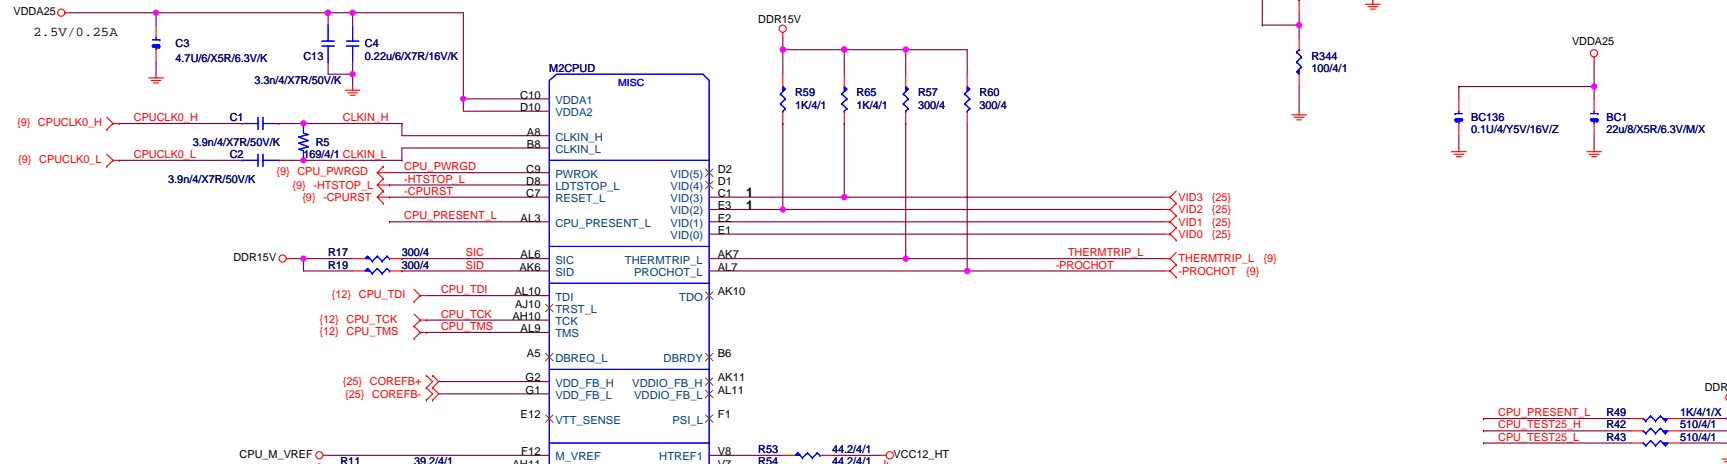 VDDA25
2.5V/0.25A
C3
4.7U/6/X5R/6.3V/K
C13
3.3n/4/X7R/50V/K
C4
0.22u/6/X7R/16V/K
DDR15V
R59
1K/4/1
R65
1K/4/1
R57
300/4
R60
300/4
R344
100/4/1
VDDA25
BC136
0.1U/4/Y5V/16V/Z
BC1
22u/8/X5R/6.3V/M/X
M2CPUD
MISC
C10 VDDA1
D10 VDDA2
{9} CPUCLK0_H CPUCLK0_H C1 CLKIN_H A8 CLKIN_H
3.9n/4/X7R/50V/K
R5
169/4/1
{9} CPUCLK0_L CPUCLK0_L C2 CLKIN_L B8 CLKIN_L
3.9n/4/X7R/50V/K
{9} CPU_PWRGD CPU_PWRGD C9 PWROK VID(5) D2
{9} -HTSTOP_L -HTSTOP_L D8 LDTSTOP_L VID(4) D1
{9} -CPURST -CPURST C7 RESET_L VID(3) C1 1 VID3 {25}
VID(2) E3 1 VID2 {25}
CPU_PRESENT_L AL3 CPU_PRESENT_L VID(1) E2 VID1 {25}
VID(0) E1 VID0 {25}
DDR15V R17 300/4 SIC AL6 SIC THERMTRIP_L AK7 THERMTRIP_L THERMTRIP_L {9}
R19 300/4 SID AK6 SID PROCHOT_L AL7 -PROCHOT -PROCHOT {9}
{12} CPU_TDI CPU_TDI AL10 TDI TDO AK10
AJ10 TRST_L
{12} CPU_TCK CPU_TCK AH10 TCK
{12} CPU_TMS CPU_TMS AL9 TMS
A5 DBREQ_L DBRDY B6
{25} COREFB+ G2 VDD_FB_H VDDIO_FB_H AK11
{25} COREFB- G1 VDD_FB_L VDDIO_FB_L AL11
E12 VTT_SENSE PSI_L F1
CPU_M_VREF F12 M_VREF HTREF1 V8 R53 44.2/4/1 VCC12_HT
R11 39.2/4/1 AH11 V7 R54 44.2/4/1
DDR
CPU_PRESENT_L R49 1K/4/1/X
CPU_TEST25_H R42 510/4/1
CPU_TEST25_L R43 510/4/1